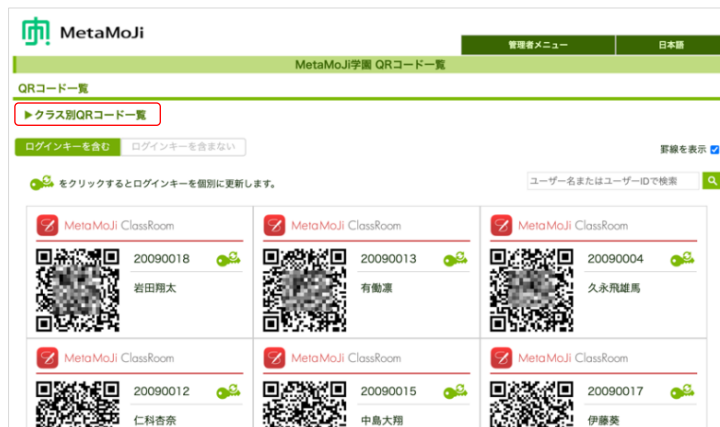 MetaMoJi
管理者メニュー 日本語
MetaMoJi学園 QRコード一覧
QRコード一覧
▶クラス別QRコード一覧
ログインキーを含む ログインキーを含まない 罫線を表示
をクリックするとログインキーを個別に更新します。 ユーザー名またはユーザーIDで検索
MetaMoJi ClassRoom MetaMoJi ClassRoom MetaMoJi ClassRoom
20090018 20090013 20090004
岩田翔太 有働凛 久永飛雄馬
MetaMoJi ClassRoom MetaMoJi ClassRoom MetaMoJi ClassRoom
20090012 20090015 20090017
仁科杏奈 中島大翔 伊藤葵